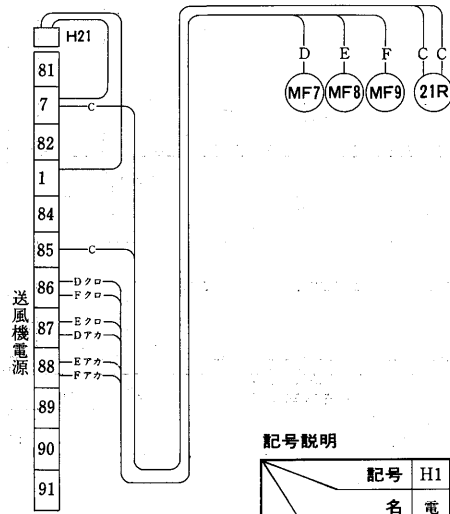 H21
81
7
C
82
1
84
85
C
86
Dクロ
Fクロ
87
Eクロ
Dアカ
88
Eアカ
Fアカ
89
90
91
送風機電源
D E F C C
MF7 MF8 MF9 21R
記号説明
記号 H1
名 電